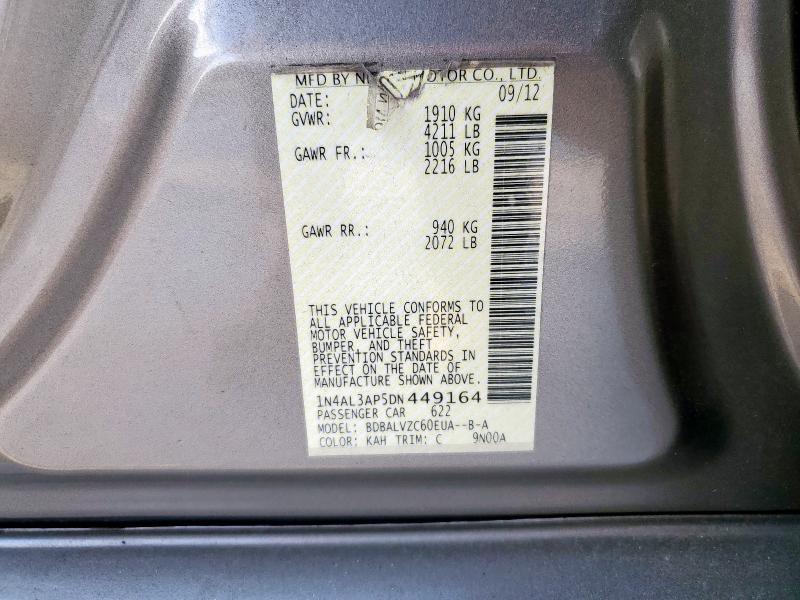 MFD BY MOTOR CO., LTD.
DATE: 09/12
GVWR: 1910 KG
4211 LB
GAWR FR.: 1005 KG
2216 LB
GAWR RR.: 940 KG
2072 LB
THIS VEHICLE CONFORMS TO
ALL APPLICABLE FEDERAL
MOTOR VEHICLE SAFETY,
BUMPER, AND THEFT
PREVENTION STANDARDS IN
EFFECT ON THE DATE OF
MANUFACTURE SHOWN ABOVE.
1N4AL3AP5DN449164
PASSENGER CAR 622
MODEL: BDBALVZC60EUA--B-A
COLOR: KAH TRIM: C 9N00A